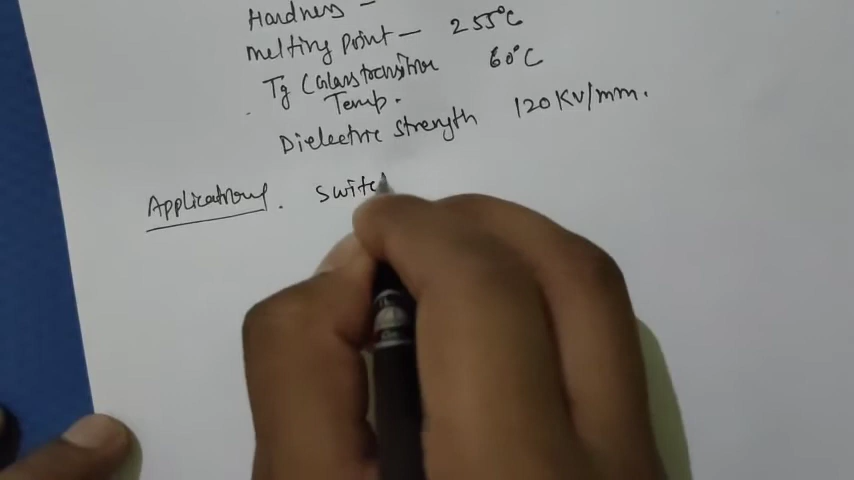 Hardness -
melting point - 255°C
Tg (Glass transition 60°C
Temp.
Dielectric strength 120 KV/mm.
Applications. Switc